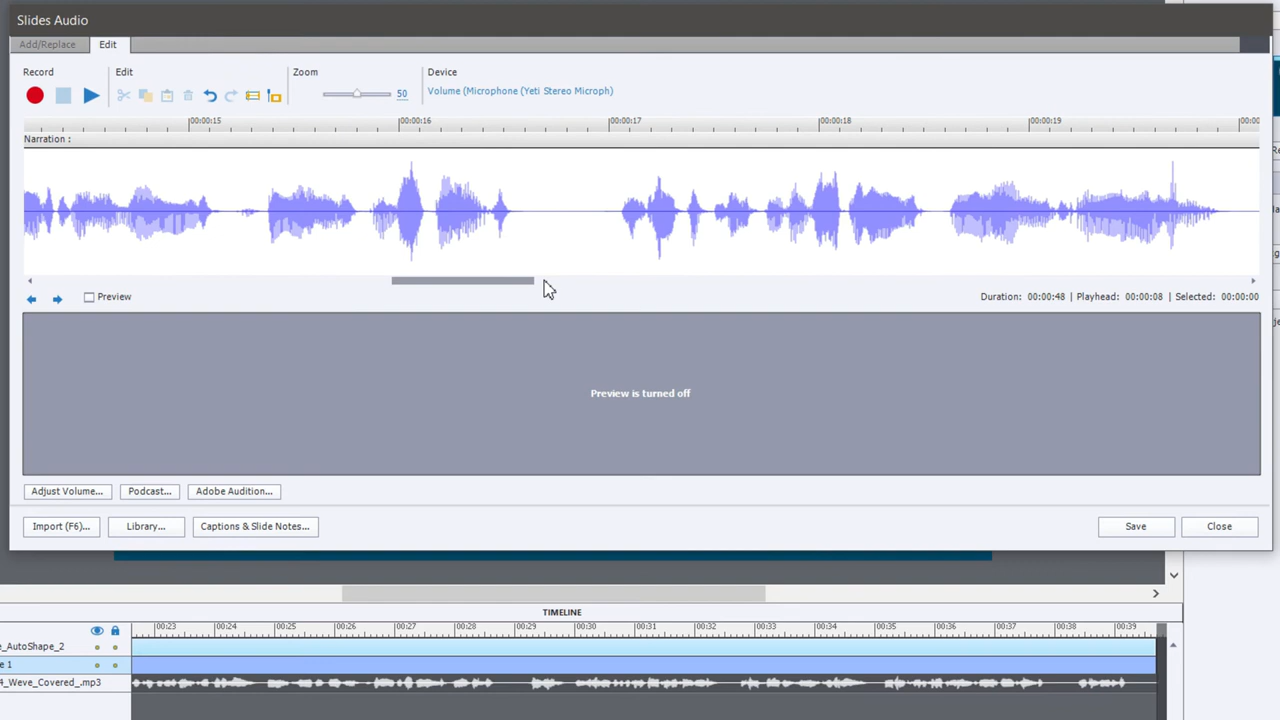 Slides Audio
Add/Replace Edit
Record Edit Zoom Device
50 Volume (Microphone (Yeti Stereo Microph)
00:00:15 00:00:16 00:00:17 00:00:18 00:00:19 00:00
Narration :
Preview Duration: 00:00:48 | Playhead: 00:00:08 | Selected: 00:00:00
Preview is turned off
Adjust Volume... Podcast... Adobe Audition...
Import (F6)... Library... Captions & Slide Notes... Save Close
TIMELINE
00:23 00:24 00:25 00:26 00:27 00:28 00:29 00:30 00:31 00:32 00:33 00:34 00:35 00:36 00:37 00:38 00:39
e_AutoShape_2
e 1
4_Weve_Covered_.mp3